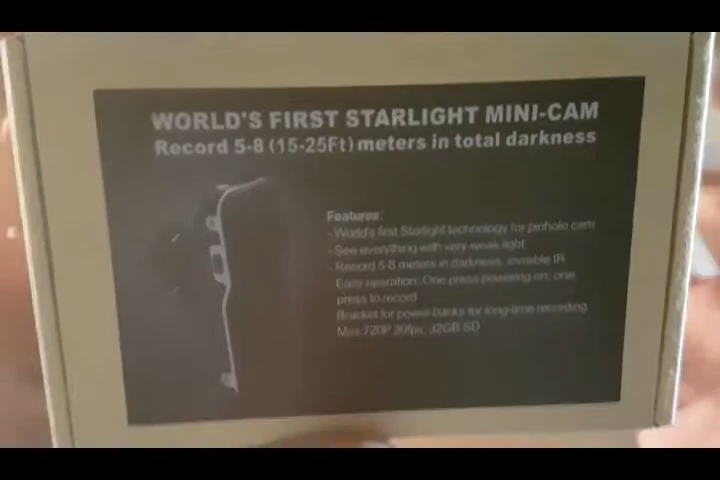 WORLD'S FIRST STARLIGHT MINI-CAM
Record 5-8 (15-25Ft) meters in total darkness
Features:
- World's first Starlight technology for pinhole cam
- See everything with very weak light
- Record 5-8 meters in darkness, invisible IR
Easy operation: One press powering on, one
press to record
Bracket for power banks for long-time recording
Max 720P 30fps, 32GB SD